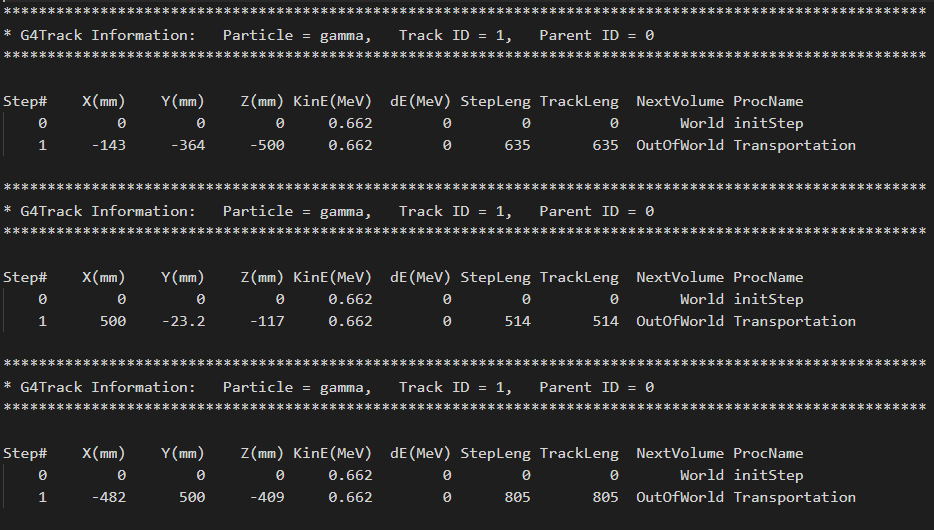 *********************************************************************************************************
* G4Track Information:   Particle = gamma,   Track ID = 1,   Parent ID = 0
*********************************************************************************************************
Step#    X(mm)    Y(mm)    Z(mm) KinE(MeV)  dE(MeV) StepLeng TrackLeng  NextVolume ProcName
    0        0        0        0     0.662        0        0         0       World initStep
    1     -143     -364     -500     0.662        0      635       635  OutOfWorld Transportation
*********************************************************************************************************
* G4Track Information:   Particle = gamma,   Track ID = 1,   Parent ID = 0
*********************************************************************************************************
Step#    X(mm)    Y(mm)    Z(mm) KinE(MeV)  dE(MeV) StepLeng TrackLeng  NextVolume ProcName
    0        0        0        0     0.662        0        0         0       World initStep
    1      500    -23.2     -117     0.662        0      514       514  OutOfWorld Transportation
*********************************************************************************************************
* G4Track Information:   Particle = gamma,   Track ID = 1,   Parent ID = 0
*********************************************************************************************************
Step#    X(mm)    Y(mm)    Z(mm) KinE(MeV)  dE(MeV) StepLeng TrackLeng  NextVolume ProcName
    0        0        0        0     0.662        0        0         0       World initStep
    1     -482      500     -409     0.662        0      805       805  OutOfWorld Transportation